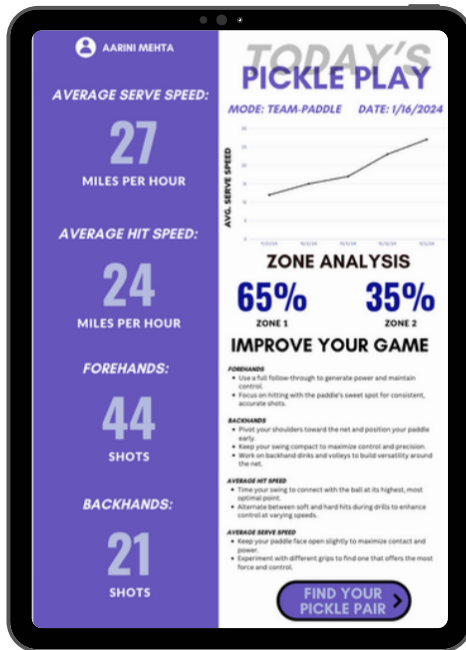 AARINI MEHTA
AVERAGE SERVE SPEED:
27
MILES PER HOUR
AVERAGE HIT SPEED:
24
MILES PER HOUR
FOREHANDS:
44
SHOTS
BACKHANDS:
21
SHOTS
TODAY'S
PICKLE PLAY
MODE: TEAM-PADDLE DATE: 1/16/2024
AVG. SERVE SPEED
ZONE ANALYSIS
65% 35%
ZONE 1 ZONE 2
IMPROVE YOUR GAME
FOREHANDS
• Use a full follow-through to generate power and maintain
control.
• Focus on hitting with the paddle's sweet spot for consistent,
accurate shots.
BACKHANDS
• Pivot your shoulders toward the net and position your paddle
early.
• Keep your swing compact to maximize control and precision.
• Work on backhand dinks and volleys to build versatility around
the net.
AVERAGE HIT SPEED
• Time your swing to connect with the ball at its highest, most
optimal point.
• Alternate between soft and hard hits during drills to enhance
control at varying speeds.
AVERAGE SERVE SPEED
• Keep your paddle face open slightly to maximize contact and
power.
• Experiment with different grips to find one that offers the most
force and control.
FIND YOUR
PICKLE PAIR